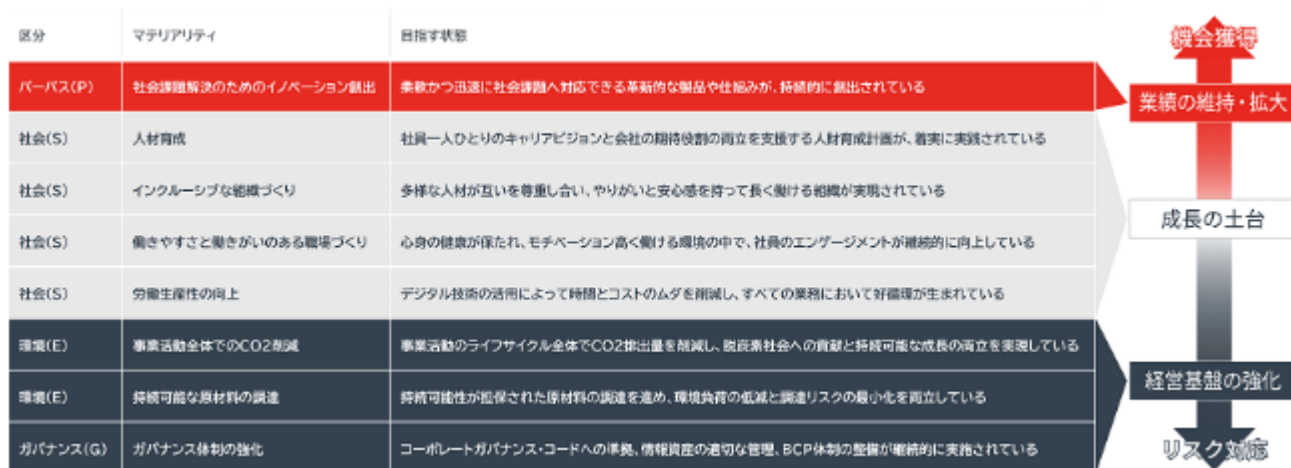 区分 マテリアリティ 目指す状態
機会獲得
パーパス(P) 社会課題解決のためのイノベーション創出 柔軟かつ迅速に社会課題へ対応できる革新的な製品や仕組みが、持続的に創出されている
業績の維持・拡大
社会(S) 人材育成 社員一人ひとりのキャリアビジョンと会社の期待役割の両立を支援する人財育成計画が、着実に実践されている
社会(S) インクルーシブな組織づくり 多様な人材が互いを尊重し合い、やりがいと安心感を持って長く働ける組織が実現されている
成長の土台
社会(S) 働きやすさと働きがいのある職場づくり 心身の健康が保たれ、モチベーション高く働ける環境の中で、社員のエンゲージメントが継続的に向上している
社会(S) 労働生産性の向上 デジタル技術の活用によって時間とコストのムダを削減し、すべての業務において好循環が生まれている
環境(E) 事業活動全体でのCO2削減 事業活動のライフサイクル全体でCO2排出量を削減し、脱炭素社会への貢献と持続可能な成長の両立を実現している
経営基盤の強化
環境(E) 持続可能な原材料の調達 持続可能性が担保された原材料の調達を進め、環境負荷の低減と調達リスクの最小化を両立している
ガバナンス(G) ガバナンス体制の強化 コーポレートガバナンス・コードへの準拠、情報資産の適切な管理、BCP体制の整備が継続的に実施されている
リスク対応